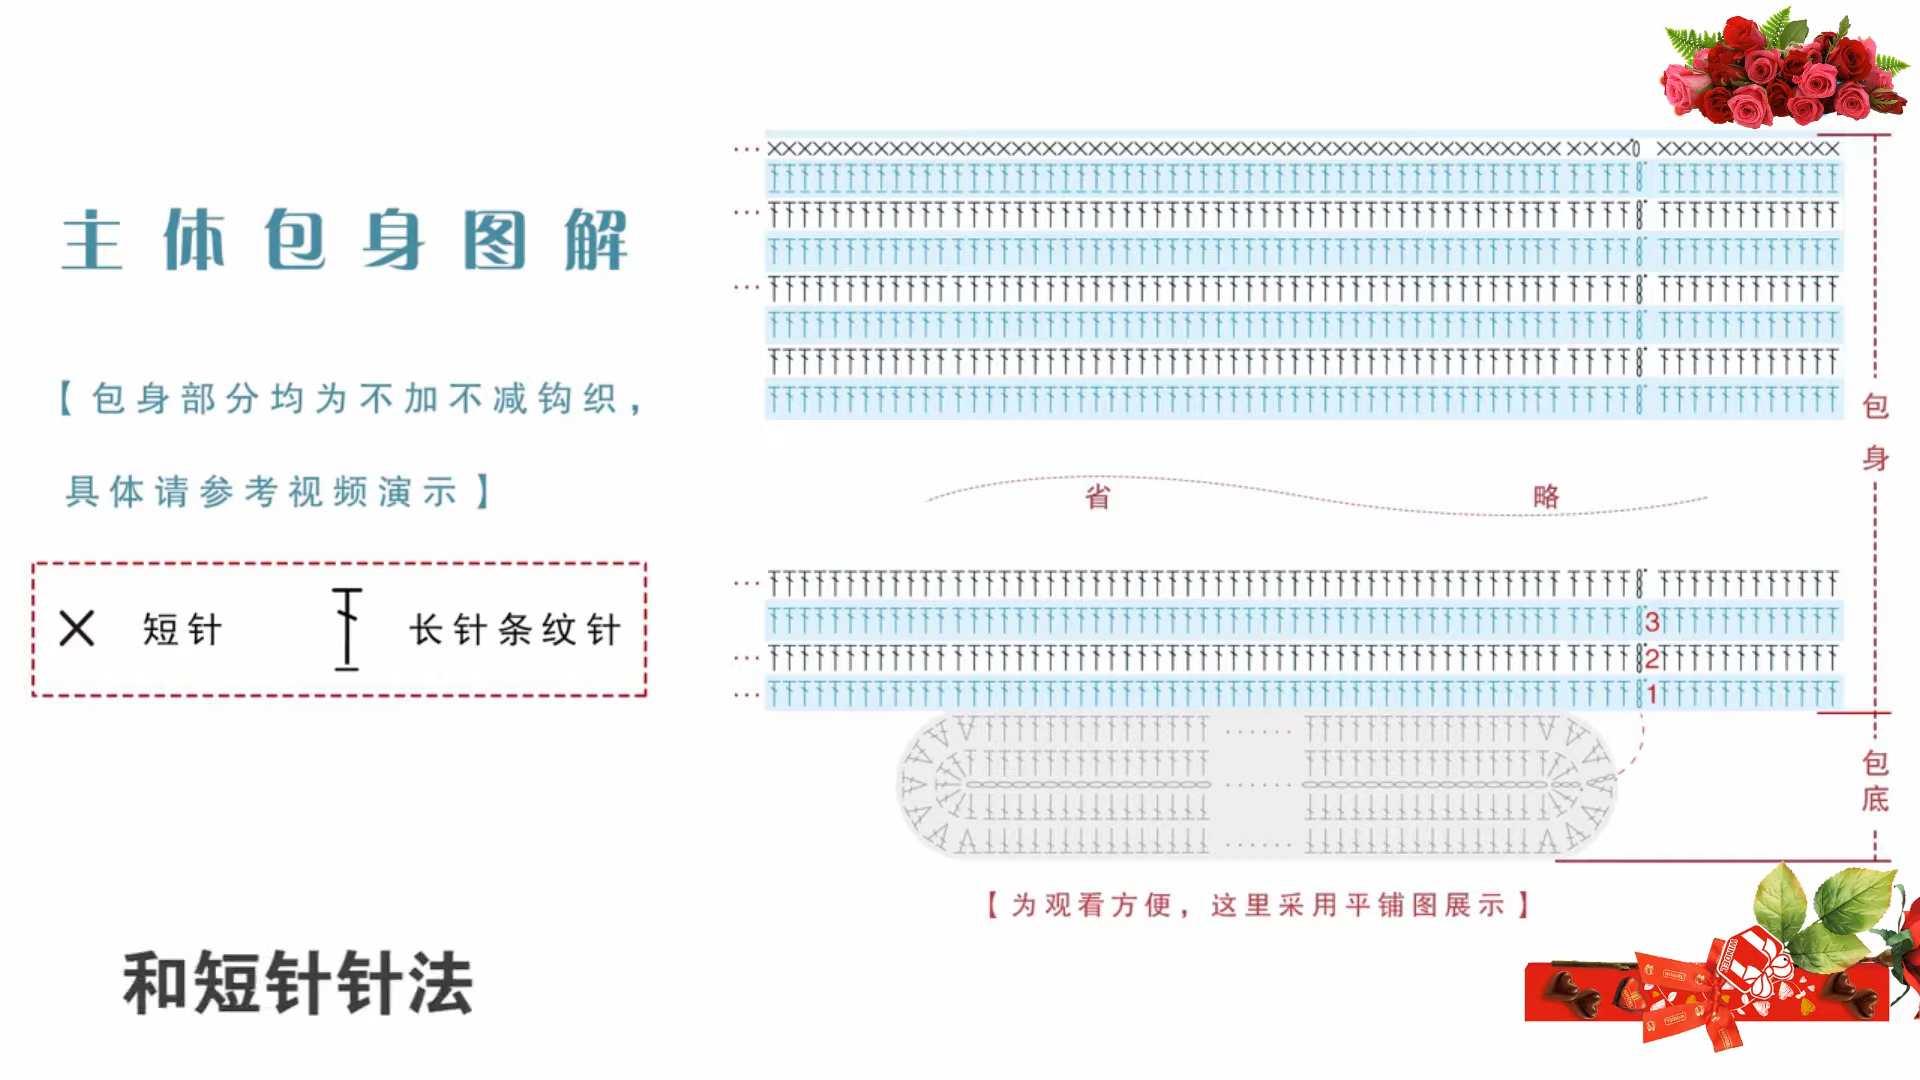 主体包身图解
【包身部分均为不加不减钩织，
具体请参考视频演示】
短针
长针条纹针
省略
3
2
1
包身
包底
【为观看方便，这里采用平铺图展示】
和短针针法